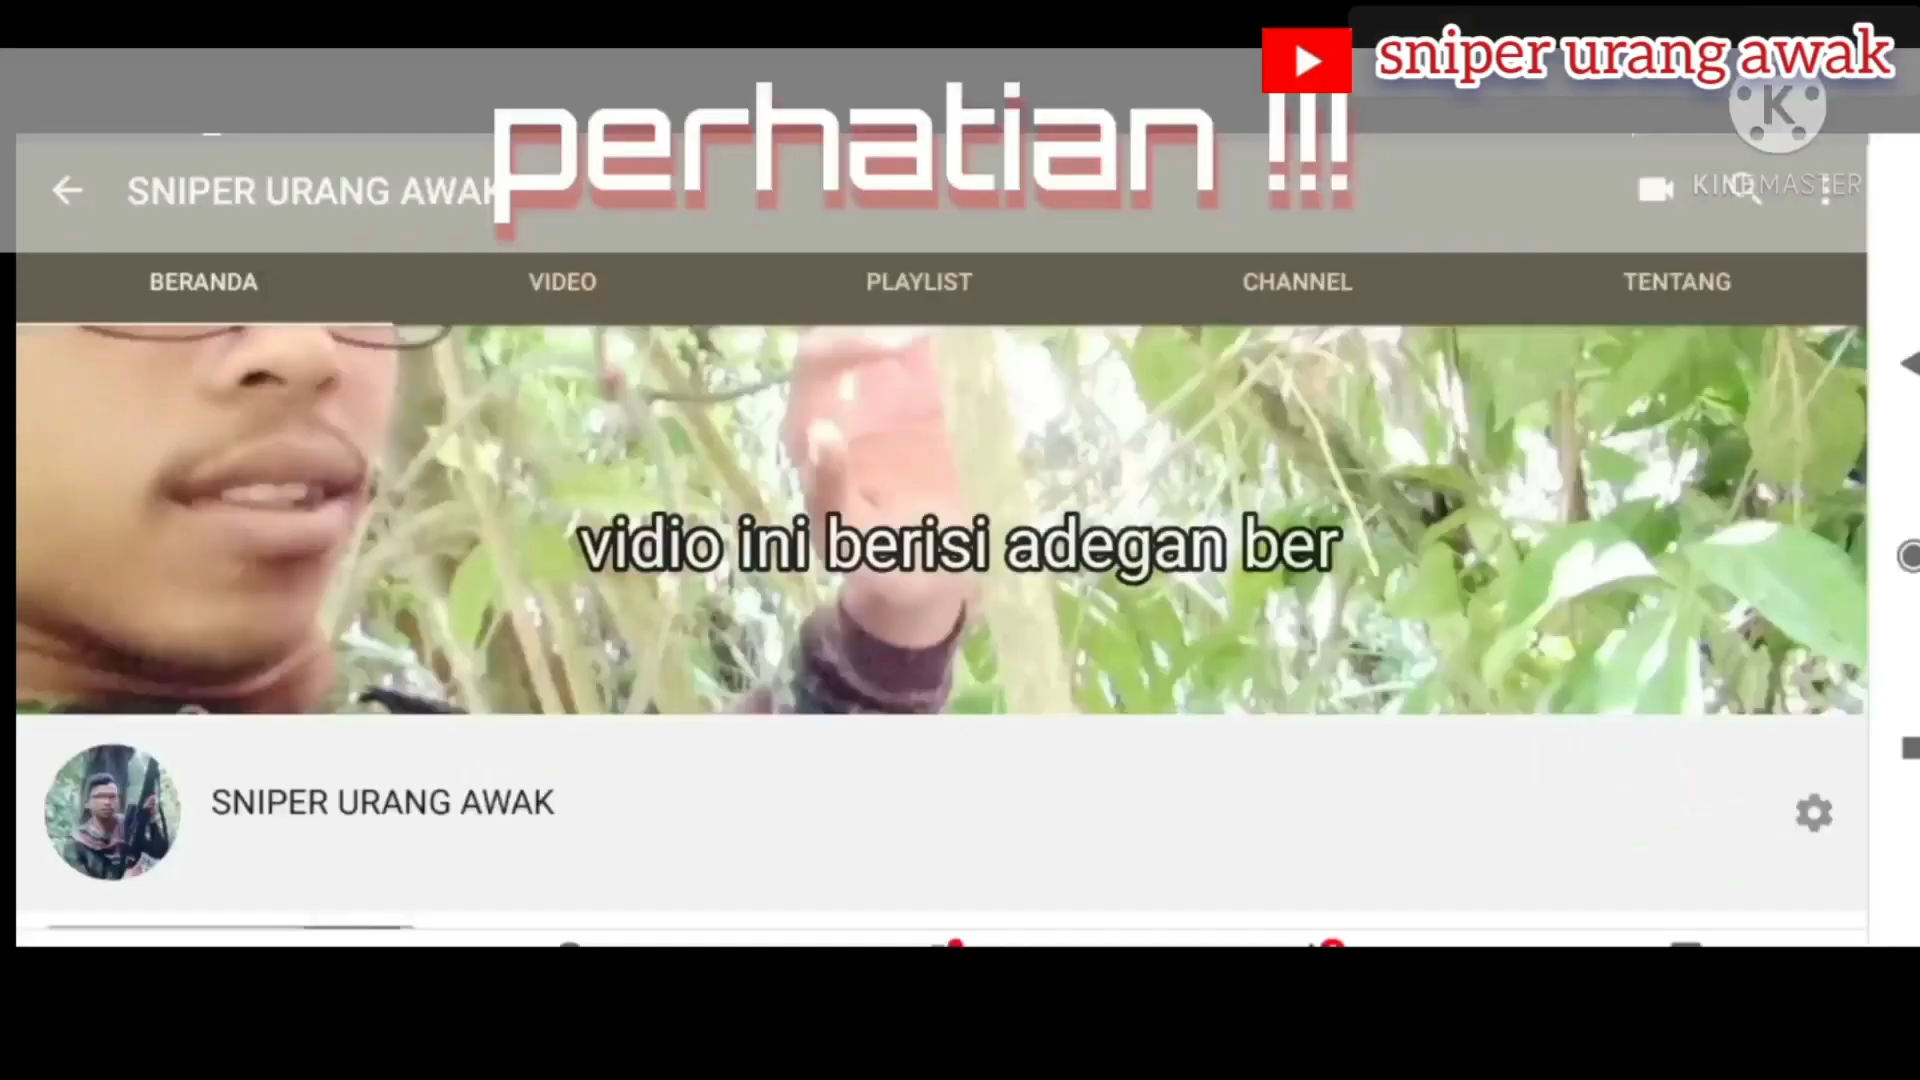 sniper urang awak
perhatian !!!
SNIPER URANG AWAK
KINEMASTER
BERANDA
VIDEO
PLAYLIST
CHANNEL
TENTANG
vidio ini berisi adegan ber
SNIPER URANG AWAK